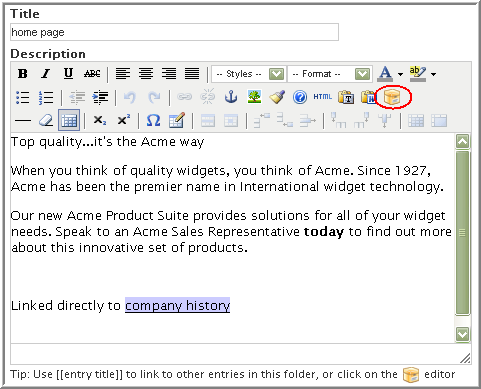 Title
home page
Description
B I U ABC -- Styles -- -- Format -- A ab
HTML T W
x₂ x² Ω
Top quality...it's the Acme way
When you think of quality widgets, you think of Acme. Since 1927,
Acme has been the premier name in International widget technology.
Our new Acme Product Suite provides solutions for all of your widget
needs. Speak to an Acme Sales Representative today to find out more
about this innovative set of products.
Linked directly to company history
Tip: Use [[entry title]] to link to other entries in this folder, or click on the editor